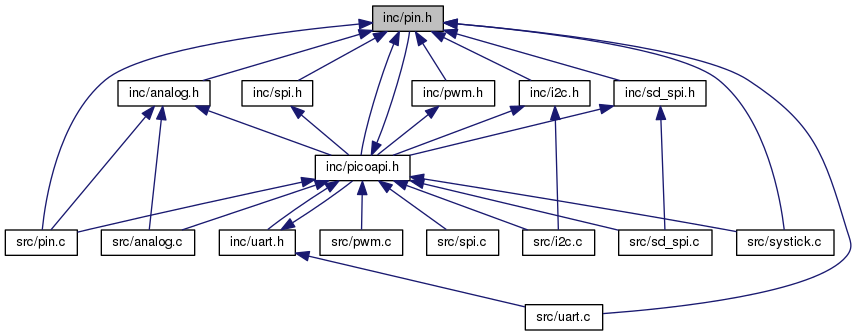 inc/pin.h
inc/analog.h
inc/spi.h
inc/pwm.h
inc/i2c.h
inc/sd_spi.h
inc/picoapi.h
src/pin.c
src/analog.c
inc/uart.h
src/pwm.c
src/spi.c
src/i2c.c
src/sd_spi.c
src/systick.c
src/uart.c